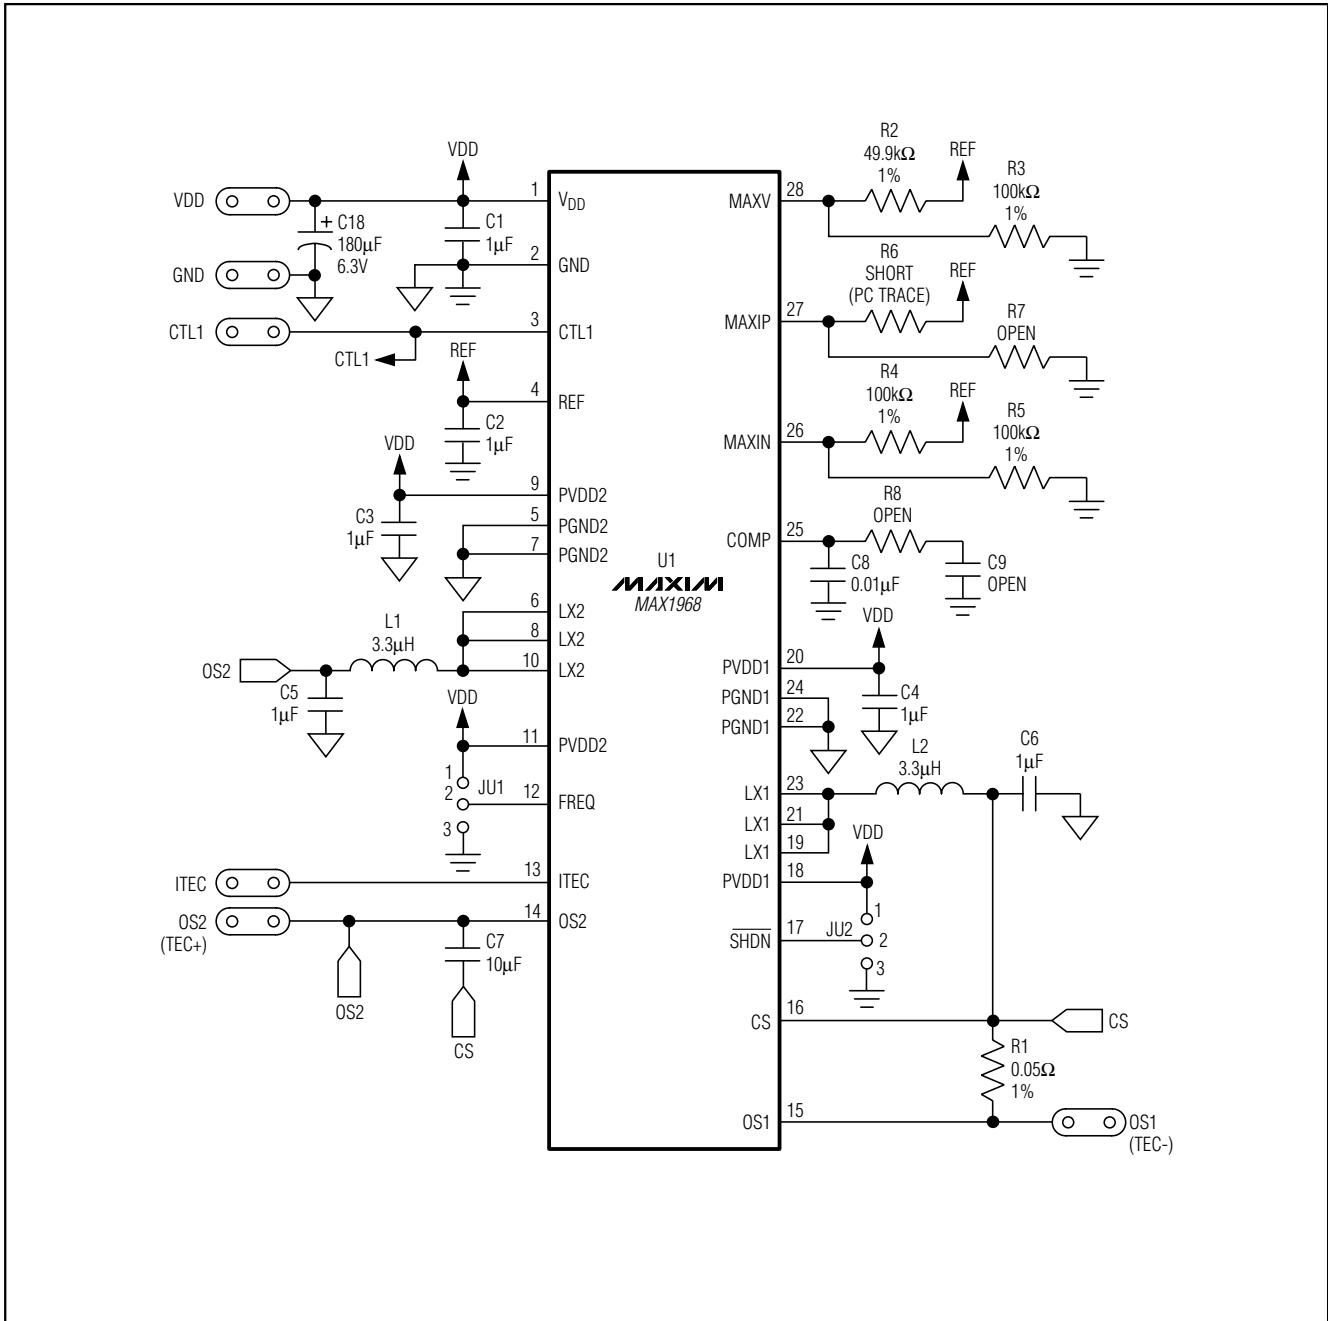 VDD
VDD
1
V_DD
+ C18
180µF
6.3V
C1
1µF
GND
2
GND
CTL1
3
CTL1
CTL1
REF
4
REF
C2
1µF
VDD
9
PVDD2
C3
1µF
5
PGND2
7
PGND2
6
LX2
8
LX2
10
LX2
L1
3.3µH
OS2
C5
1µF
VDD
11
PVDD2
1
2
3
JU1
12
FREQ
ITEC
13
ITEC
OS2
(TEC+)
14
OS2
C7
10µF
OS2
CS
U1
MAXIM
MAX1968
MAXV
28
R2
49.9kΩ
1%
REF
R3
100kΩ
1%
MAXIP
27
R6
SHORT
(PC TRACE)
REF
R7
OPEN
MAXIN
26
R4
100kΩ
1%
REF
R5
100kΩ
1%
COMP
25
R8
OPEN
C8
0.01µF
C9
OPEN
VDD
PVDD1
20
PGND1
24
PGND1
22
C4
1µF
LX1
23
LX1
21
LX1
19
L2
3.3µH
C6
1µF
VDD
PVDD1
18
SHDN
17
JU2
1
2
3
CS
16
CS
R1
0.05Ω
1%
OS1
15
OS1
(TEC-)